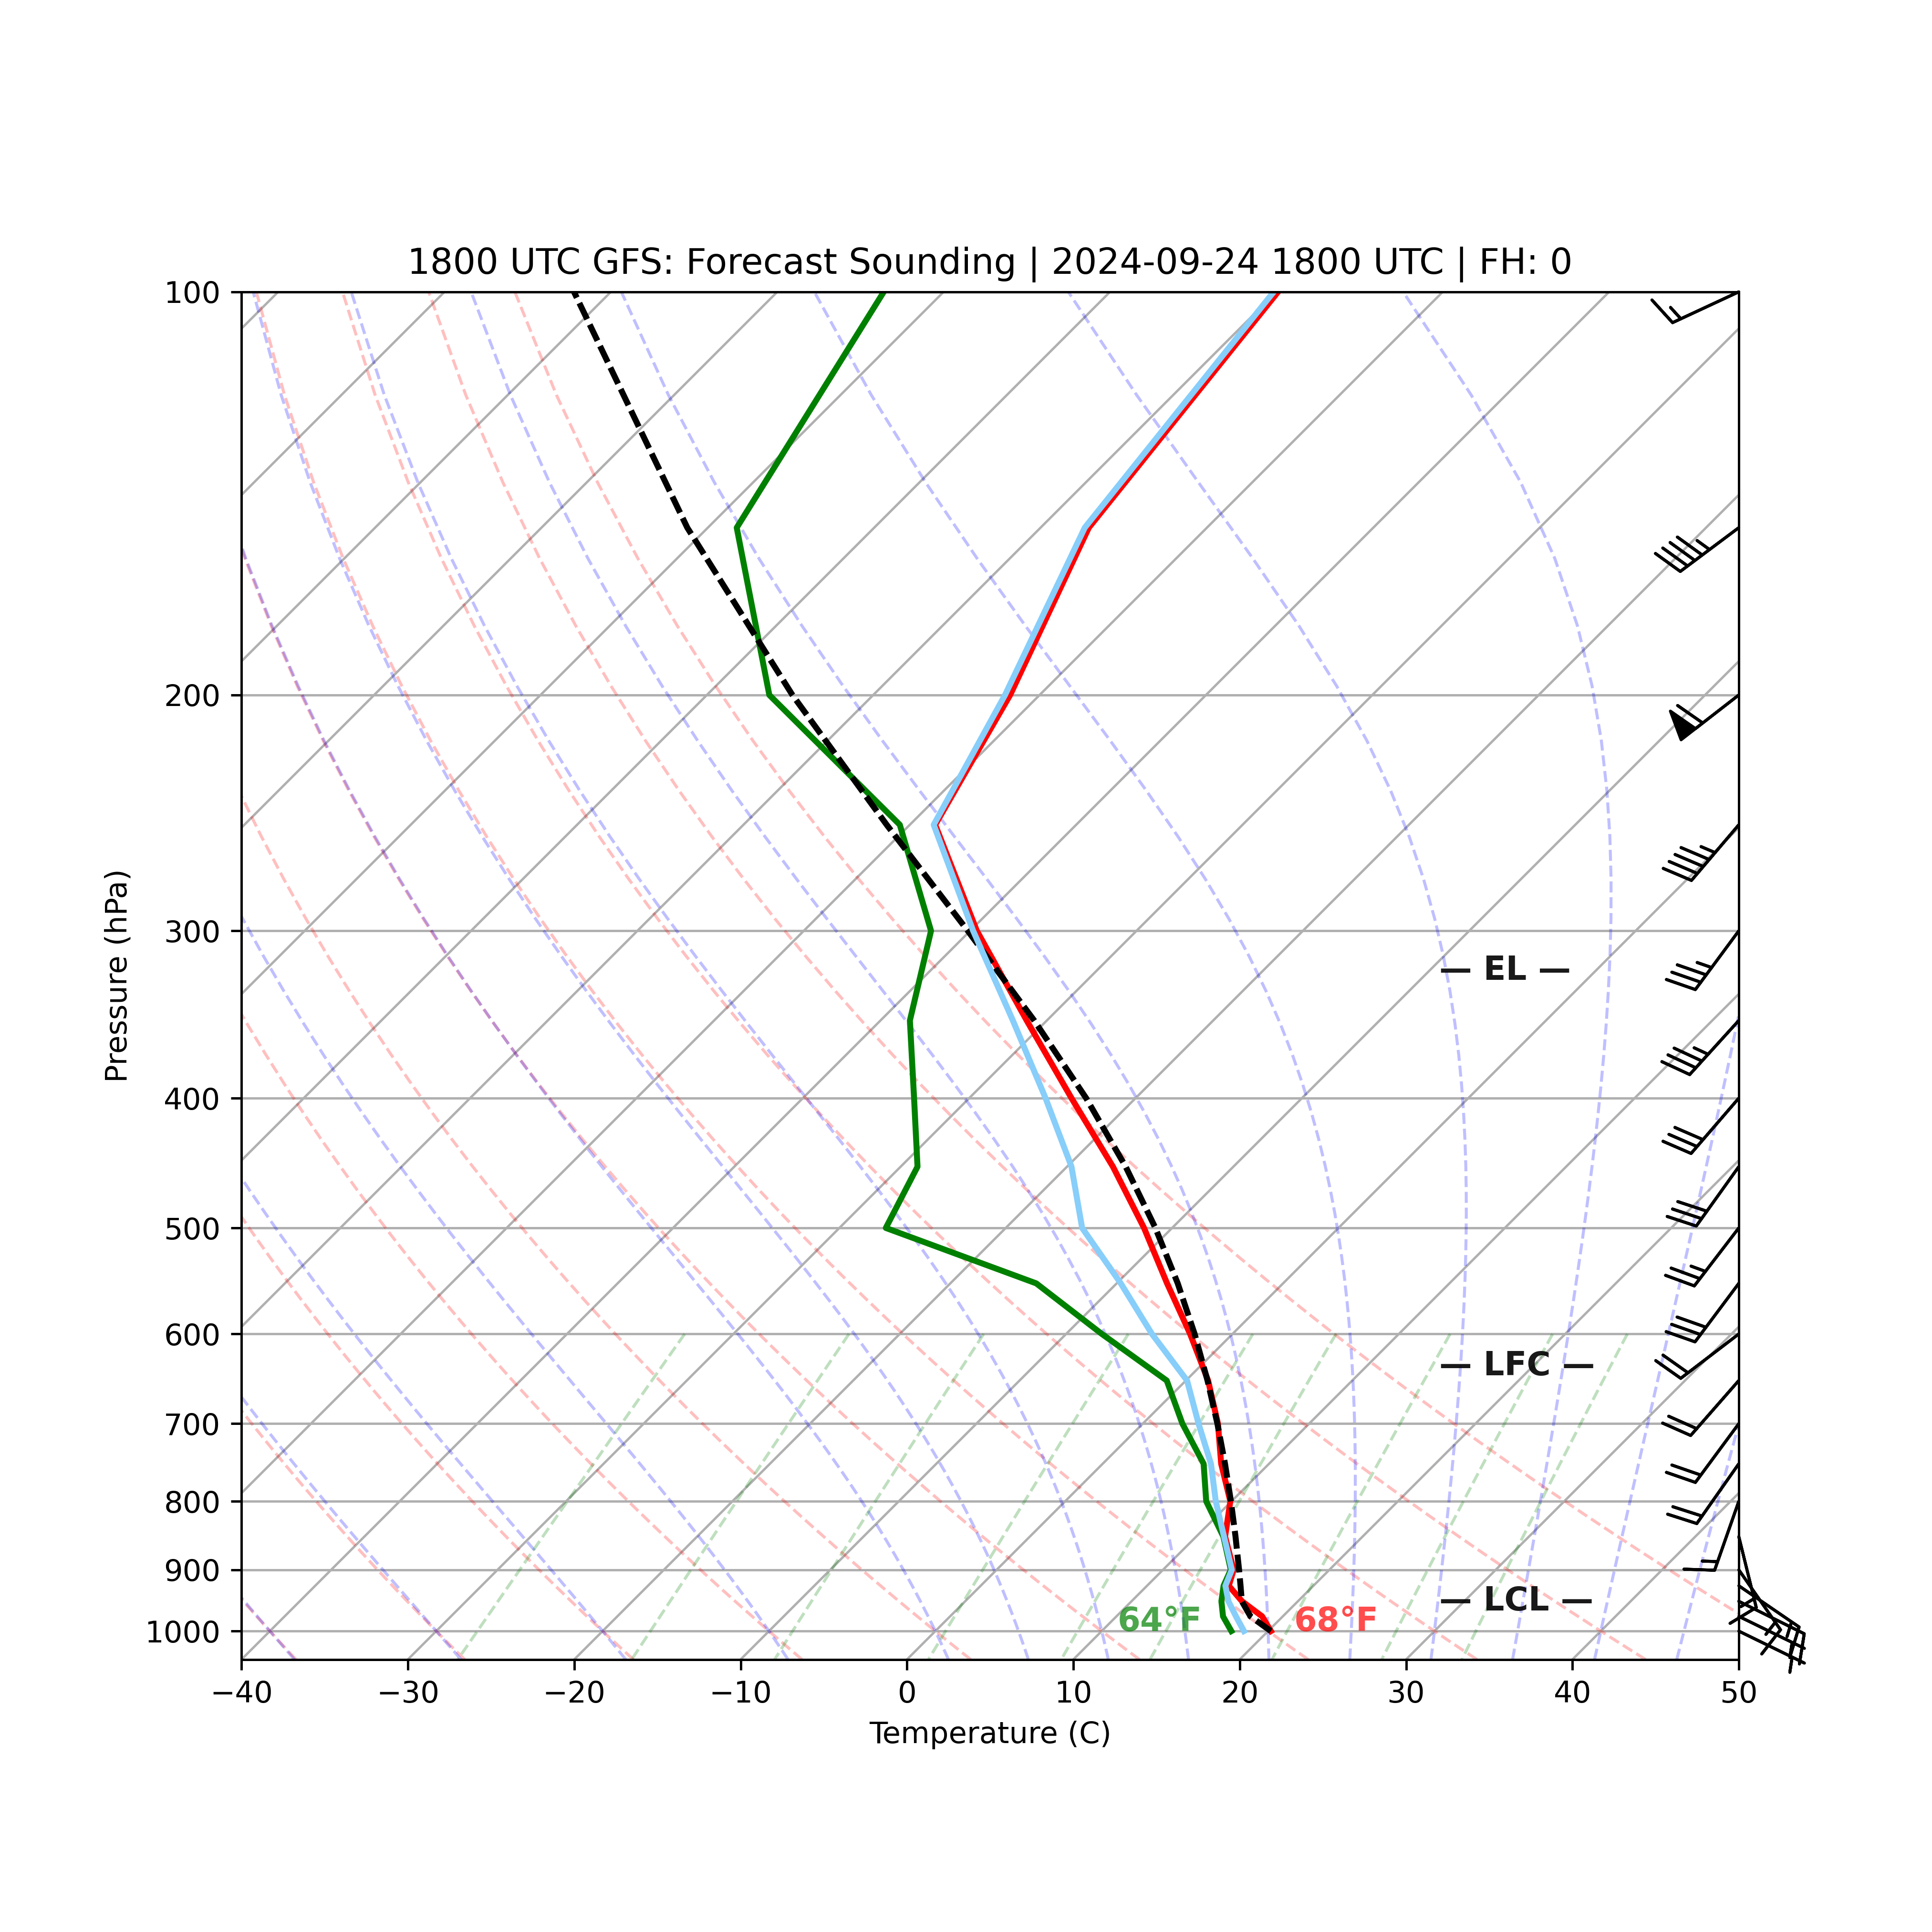 1800 UTC GFS: Forecast Sounding | 2024-09-24 1800 UTC | FH: 0
100
200
300
400
500
600
700
800
900
1000
Pressure (hPa)
— EL —
— LFC —
— LCL —
64°F
68°F
−40 −30 −20 −10 0 10 20 30 40 50
Temperature (C)